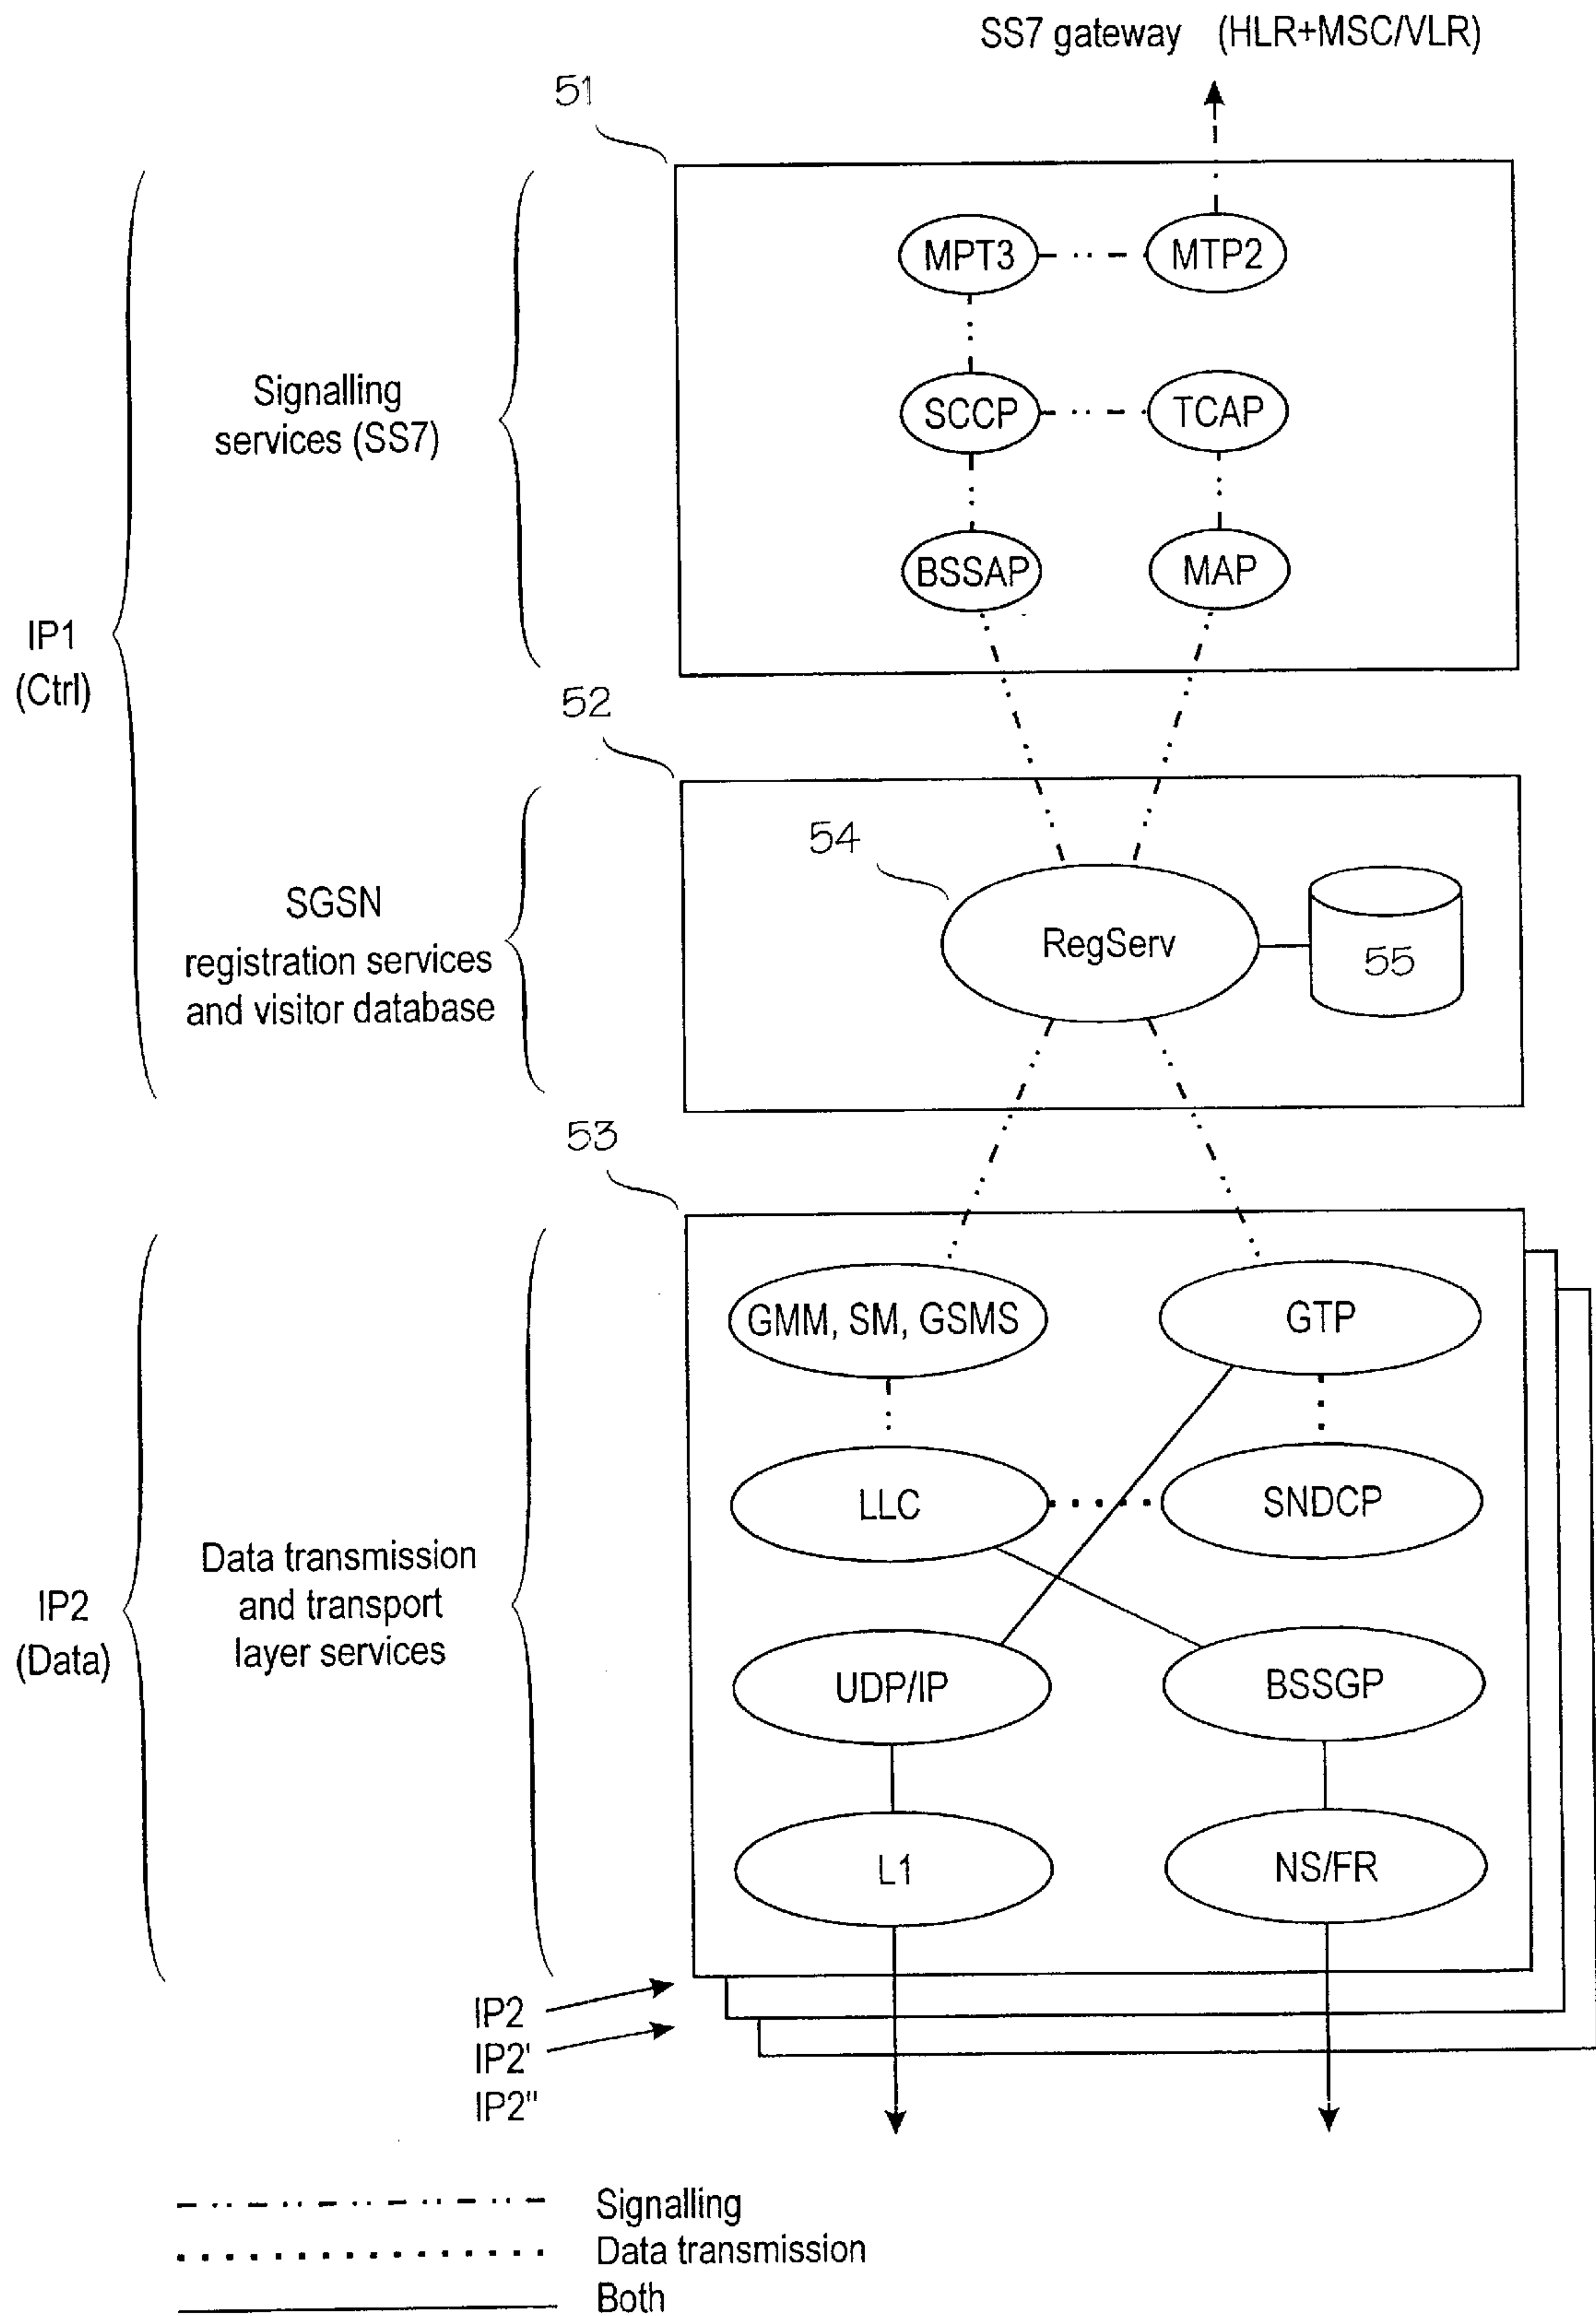 SS7 gateway (HLR+MSC/VLR)
51
MPT3
MTP2
Signalling
services (SS7)
SCCP
TCAP
BSSAP
MAP
IP1
(Ctrl)
52
54
SGSN
registration services
and visitor database
RegServ
55
53
GMM, SM, GSMS
GTP
LLC
SNDCP
Data transmission
and transport
layer services
IP2
(Data)
UDP/IP
BSSGP
L1
NS/FR
IP2
IP2'
IP2"
Signalling
Data transmission
Both